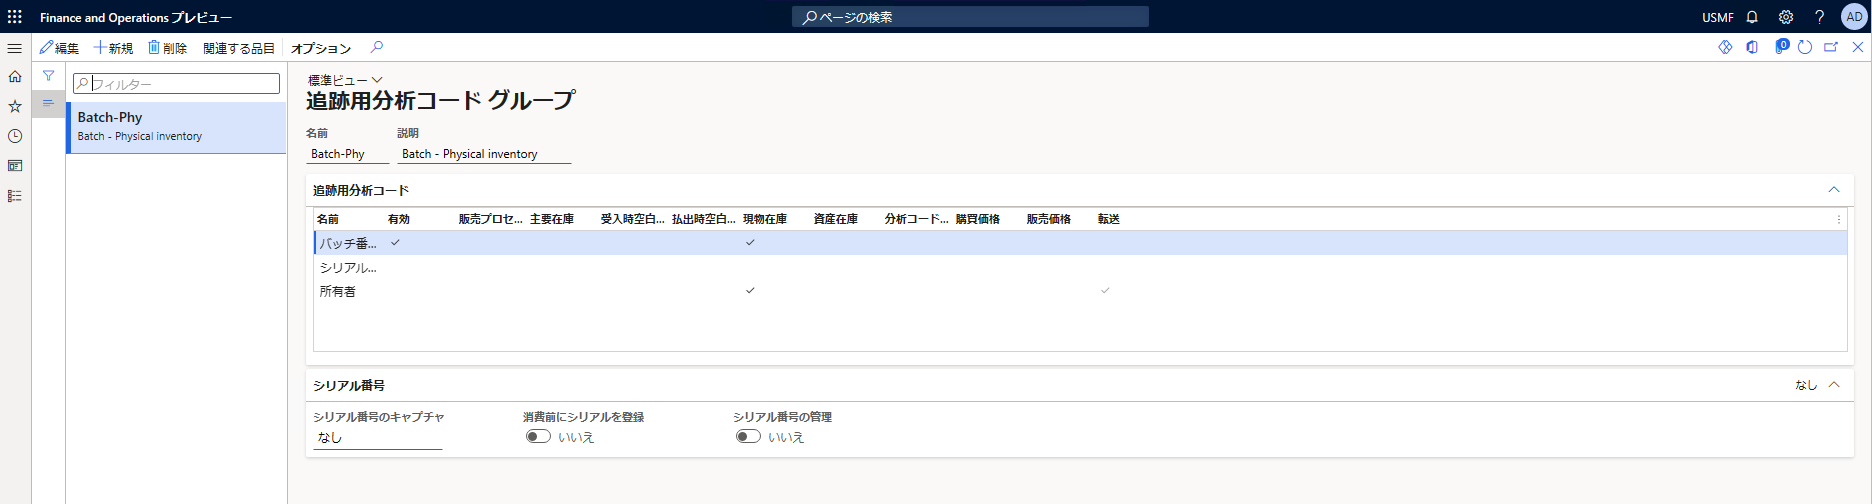 Finance and Operations プレビュー
ページの検索
USMF
AD
編集 新規 削除 関連する品目 オプション
0
フィルター
Batch-Phy
Batch - Physical inventory
標準ビュー
追跡用分析コード グループ
名前 説明
Batch-Phy Batch - Physical inventory
追跡用分析コード
名前 有効 販売プロセ... 主要在庫 受入時空白... 払出時空白... 現物在庫 資産在庫 分析コード... 購買価格 販売価格 転送
バッチ番...
シリアル...
所有者
シリアル番号 なし
シリアル番号のキャプチャ 消費前にシリアルを登録 シリアル番号の管理
なし いいえ いいえ